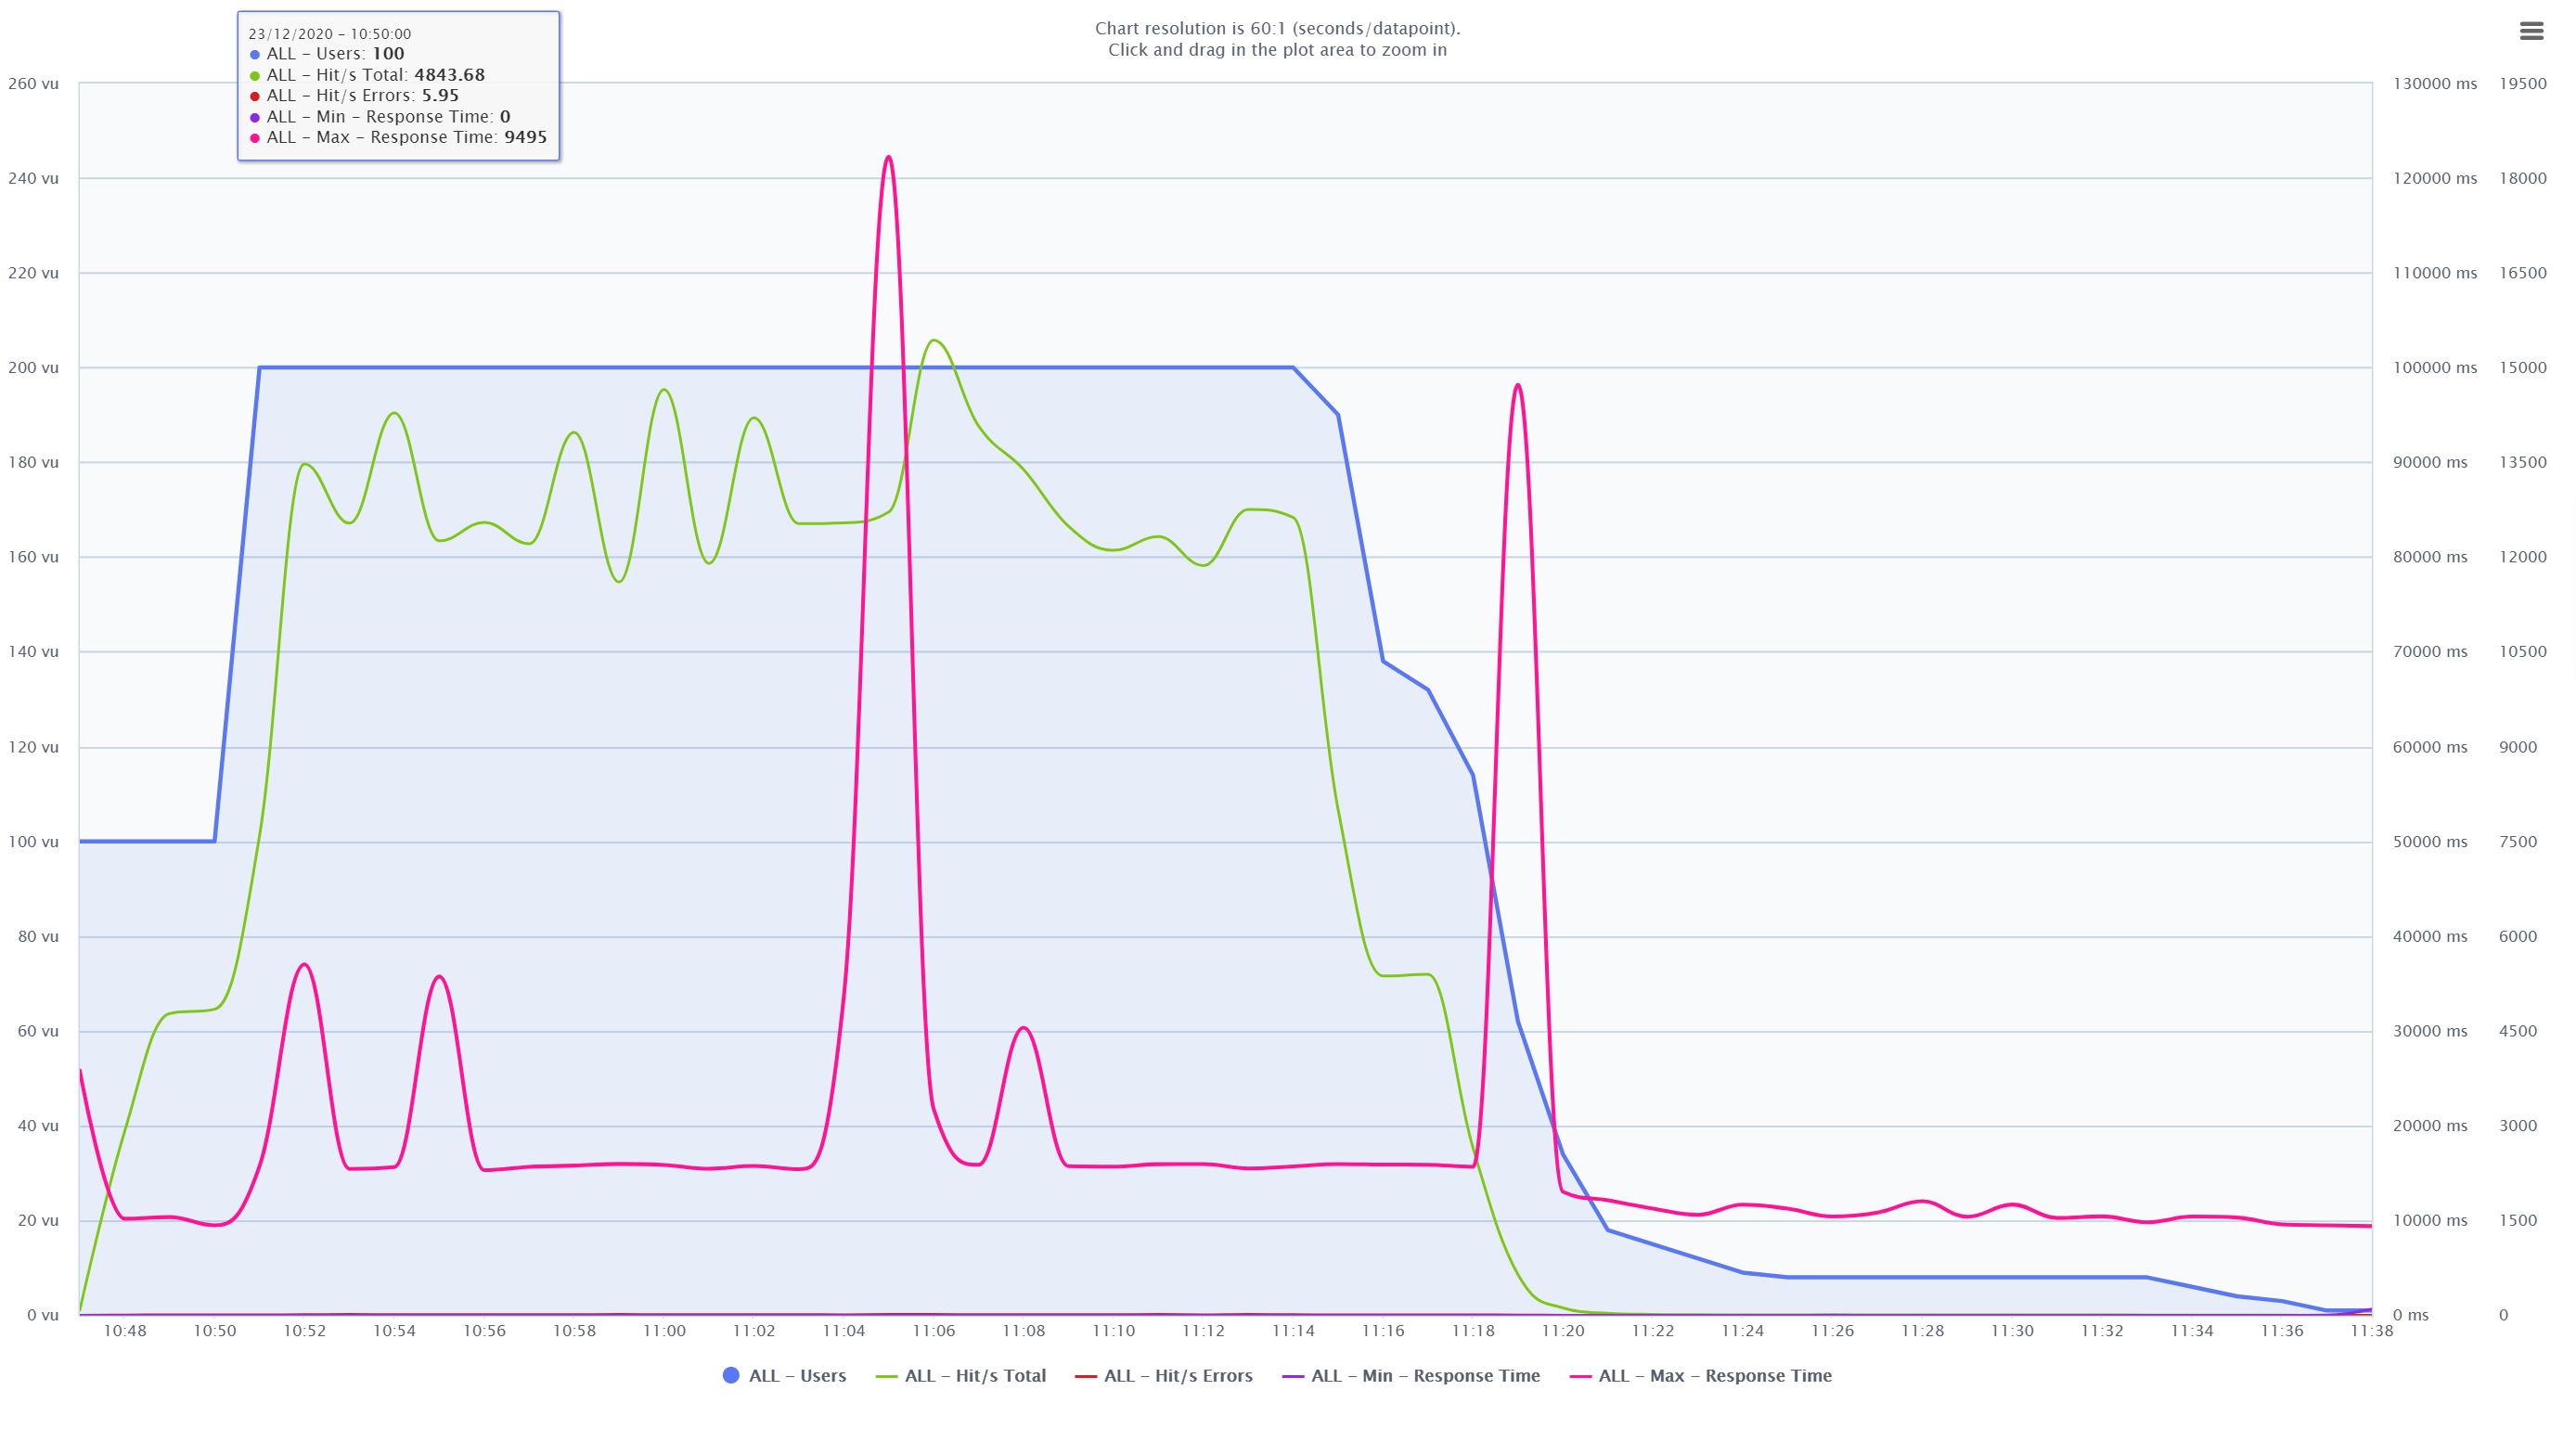 23/12/2020 – 10:50:00
ALL – Users: 100
ALL – Hit/s Total: 4843.68
ALL – Hit/s Errors: 5.95
ALL – Min – Response Time: 0
ALL – Max – Response Time: 9495
Chart resolution is 60:1 (seconds/datapoint).
Click and drag in the plot area to zoom in
260 vu 130000 ms 19500
240 vu 120000 ms 18000
220 vu 110000 ms 16500
200 vu 100000 ms 15000
180 vu 90000 ms 13500
160 vu 80000 ms 12000
140 vu 70000 ms 10500
120 vu 60000 ms 9000
100 vu 50000 ms 7500
80 vu 40000 ms 6000
60 vu 30000 ms 4500
40 vu 20000 ms 3000
20 vu 10000 ms 1500
0 vu 0 ms 0
10:48 10:50 10:52 10:54 10:56 10:58 11:00 11:02 11:04 11:06 11:08 11:10 11:12 11:14 11:16 11:18 11:20 11:22 11:24 11:26 11:28 11:30 11:32 11:34 11:36 11:38
ALL – Users ALL – Hit/s Total ALL – Hit/s Errors ALL – Min – Response Time ALL – Max – Response Time